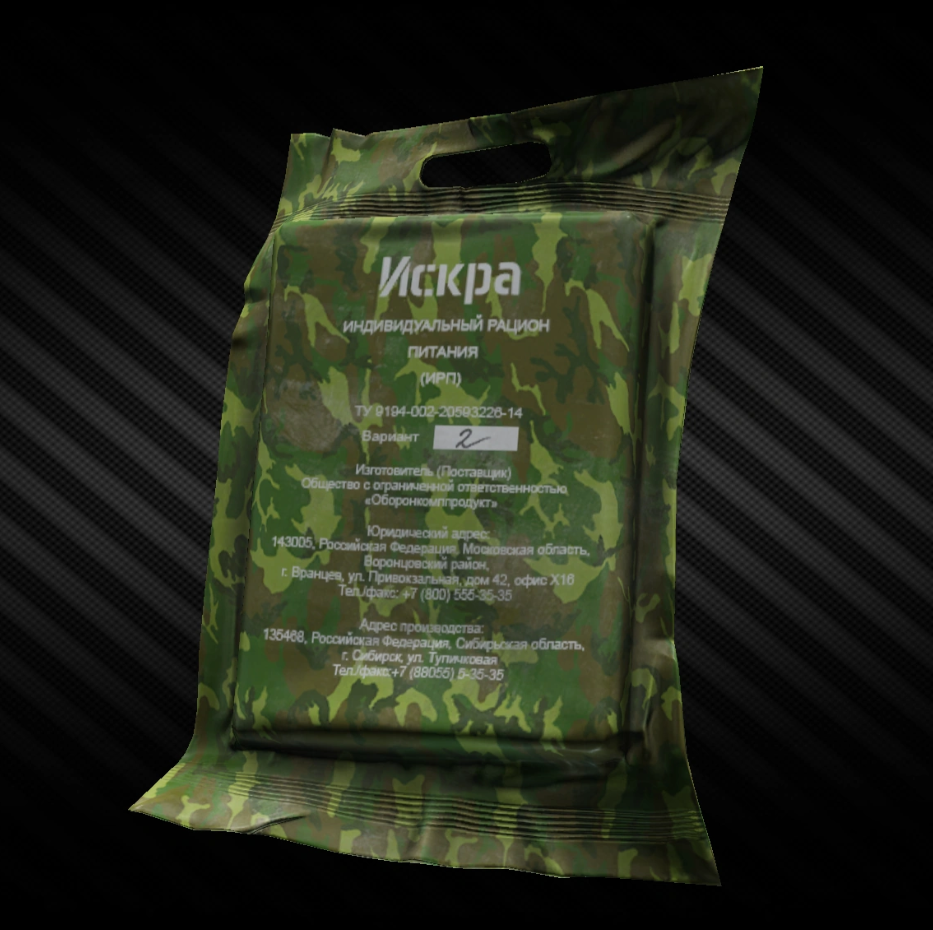 Искра
ИНДИВИДУАЛЬНЫЙ РАЦИОН
ПИТАНИЯ
(ИРП)
ТУ 9194-002-20593226-14
Вариант 2
Изготовитель (Поставщик)
Общество с ограниченной ответственностью
«Оборонкомппродукт»
Юридический адрес:
143005, Российская Федерация, Московская область,
Воронцовский район,
г. Вранцев, ул. Привокзальная, дом 42, офис Х16
Тел./факс: +7 (800) 555-35-35
Адрес производства:
135468, Российская Федерация, Сибирьская область,
г. Сибирск, ул. Тупичковая
Тел./факс:+7 (88055) 5-35-35